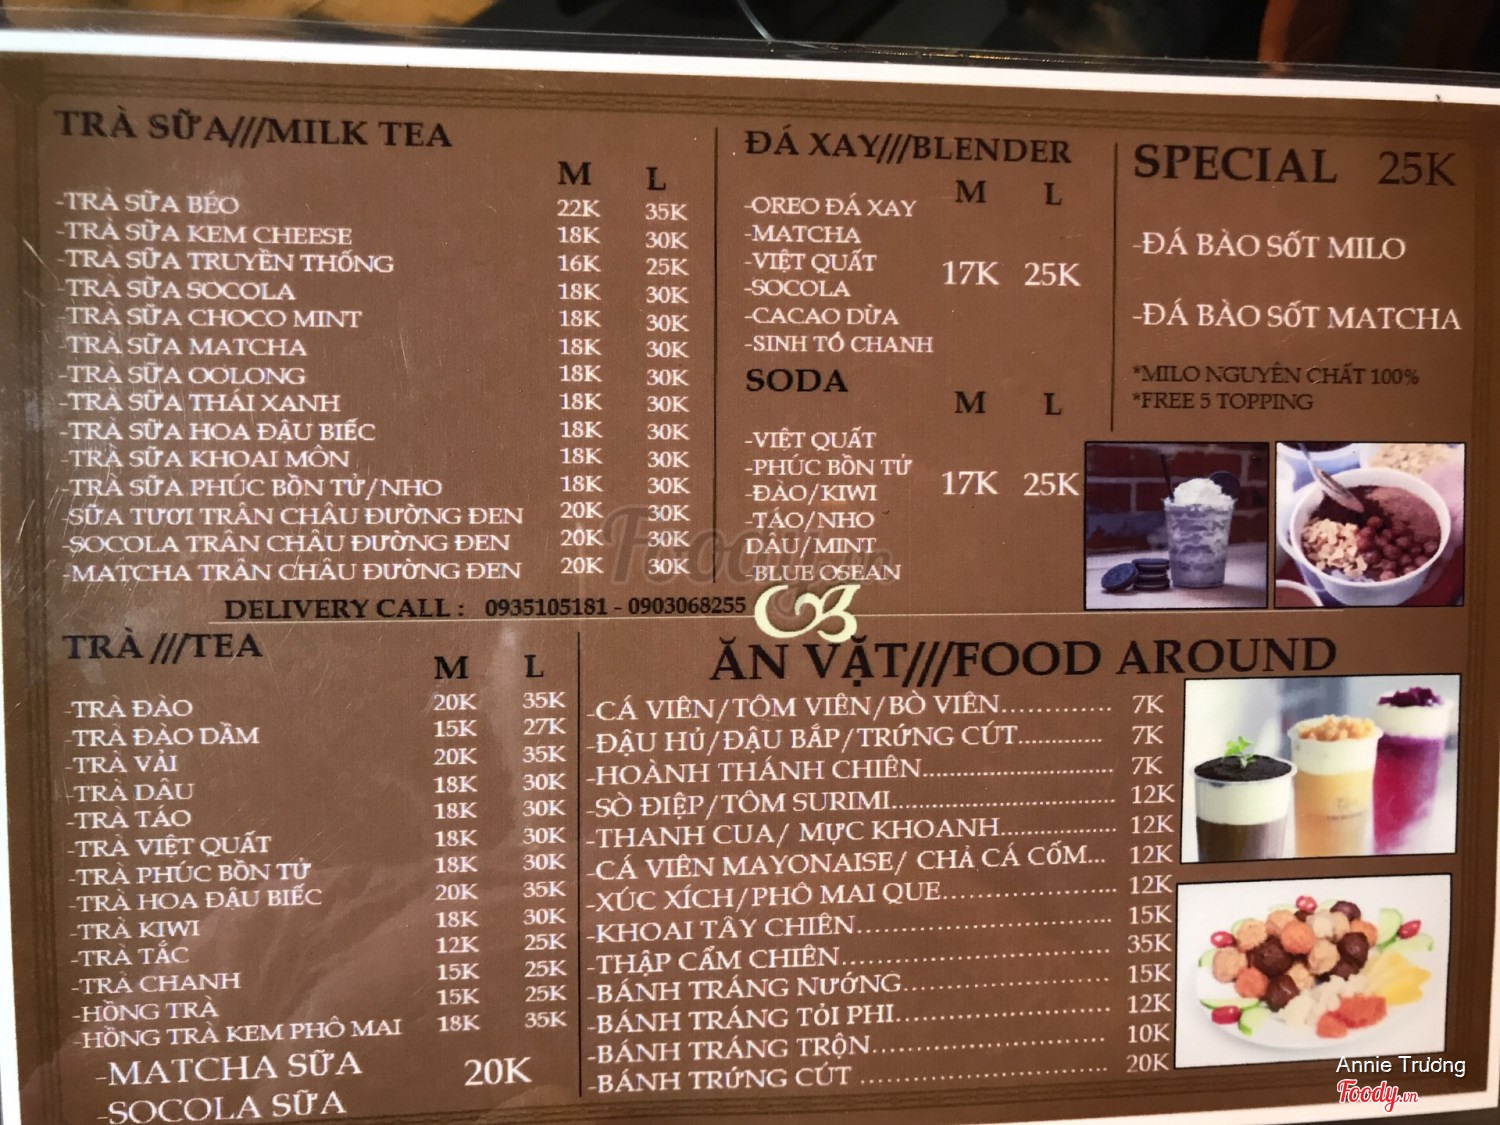 TRÀ SỮA///MILK TEA
M L
-TRÀ SỮA BÉO 22K 35K
-TRÀ SỮA KEM CHEESE 18K 30K
-TRÀ SỮA TRUYỀN THỐNG 16K 25K
-TRÀ SỮA SOCOLA 18K 30K
-TRÀ SỮA CHOCO MINT 18K 30K
-TRÀ SỮA MATCHA 18K 30K
-TRÀ SỮA OOLONG 18K 30K
-TRÀ SỮA THÁI XANH 18K 30K
-TRÀ SỮA HOA ĐẬU BIẾC 18K 30K
-TRÀ SỮA KHOAI MÔN 18K 30K
-TRÀ SỮA PHÚC BỒN TỬ/NHO 18K 30K
-SỮA TƯƠI TRÂN CHÂU ĐƯỜNG ĐEN 20K 30K
-SOCOLA TRÂN CHÂU ĐƯỜNG ĐEN 20K 30K
-MATCHA TRÂN CHÂU ĐƯỜNG ĐEN 20K 30K
ĐÁ XAY///BLENDER
M L
-OREO ĐÁ XAY
-MATCHA
-VIỆT QUẤT 17K 25K
-SOCOLA
-CACAO DỪA
-SINH TỐ CHANH
SODA
M L
-VIỆT QUẤT
-PHÚC BỒN TỬ
-ĐÀO/KIWI 17K 25K
-TÁO/NHO
DÂU/MINT
-BLUE OSEAN
SPECIAL 25K
-ĐÁ BÀO SỐT MILO
-ĐÁ BÀO SỐT MATCHA
*MILO NGUYÊN CHẤT 100%
*FREE 5 TOPPING
DELIVERY CALL : 0935105181 - 0903068255
TRÀ ///TEA
M L
-TRÀ ĐÀO 20K 35K
-TRÀ ĐÀO DẦM 15K 27K
-TRÀ VẢI 20K 35K
-TRÀ DÂU 18K 30K
-TRÀ TÁO 18K 30K
-TRÀ VIỆT QUẤT 18K 30K
-TRÀ PHÚC BỒN TỬ 18K 30K
-TRÀ HOA ĐẬU BIẾC 20K 35K
-TRÀ KIWI 18K 30K
-TRÀ TẮC 12K 25K
-TRÀ CHANH 15K 25K
-HỒNG TRÀ 15K 25K
-HỒNG TRÀ KEM PHÔ MAI 18K 35K
-MATCHA SỮA 20K
-SOCOLA SỮA
ĂN VẶT///FOOD AROUND
-CÁ VIÊN/TÔM VIÊN/BÒ VIÊN............. 7K
-ĐẬU HỦ/ĐẬU BẮP/TRỨNG CÚT............ 7K
-HOÀNH THÁNH CHIÊN........................... 7K
-SÒ ĐIỆP/TÔM SURIMI............................... 12K
-THANH CUA/ MỰC KHOANH................ 12K
-CÁ VIÊN MAYONAISE/ CHẢ CÁ CỐM... 12K
-XÚC XÍCH/PHÔ MAI QUE...................... 12K
-KHOAI TÂY CHIÊN................................. 15K
-THẬP CẨM CHIÊN.................................. 35K
-BÁNH TRÁNG NƯỚNG.......................... 15K
-BÁNH TRÁNG TỎI PHI........................... 12K
-BÁNH TRÁNG TRỘN.............................. 10K
-BÁNH TRỨNG CÚT ............................... 20K
Foody.vn
Annie Trương
Foody.vn